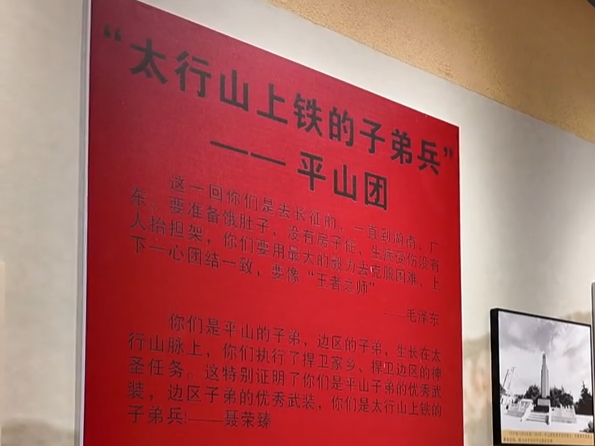 “太行山上铁的子弟兵”
——平山团
这一回你们是去长征的,一直到湖南、广
东,要准备饿肚子,没有房子住,生病受伤没有
人抬担架,你们要用最大的毅力去克服困难,上
下一心团结一致,要像“王者之师”
——毛泽东
你们是平山的子弟,边区的子弟,生长在太
行山脉上,你们执行了捍卫家乡、捍卫边区的神
圣任务。这特别证明了你们是平山子弟的优秀武
装,边区子弟的优秀武装,你们是太行山上铁的
子弟兵!——聂荣臻